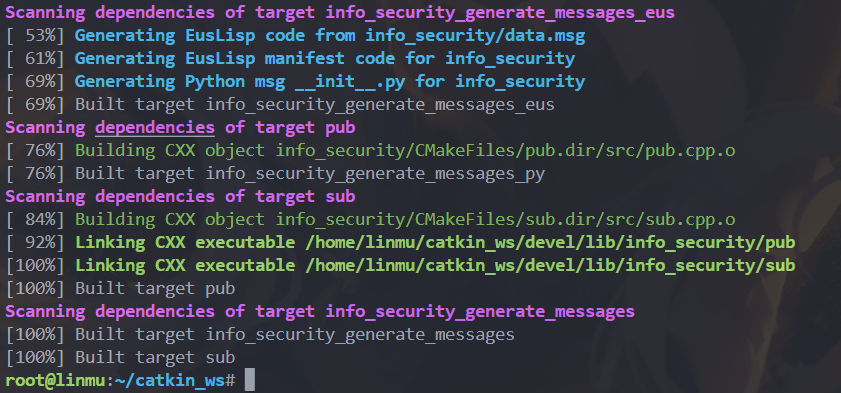 Scanning dependencies of target info_security_generate_messages_eus
[ 53%] Generating EusLisp code from info_security/data.msg
[ 61%] Generating EusLisp manifest code for info_security
[ 69%] Generating Python msg __init__.py for info_security
[ 69%] Built target info_security_generate_messages_eus
Scanning dependencies of target pub
[ 76%] Building CXX object info_security/CMakeFiles/pub.dir/src/pub.cpp.o
[ 76%] Built target info_security_generate_messages_py
Scanning dependencies of target sub
[ 84%] Building CXX object info_security/CMakeFiles/sub.dir/src/sub.cpp.o
[ 92%] Linking CXX executable /home/linmu/catkin_ws/devel/lib/info_security/pub
[100%] Linking CXX executable /home/linmu/catkin_ws/devel/lib/info_security/sub
[100%] Built target pub
Scanning dependencies of target info_security_generate_messages
[100%] Built target info_security_generate_messages
[100%] Built target sub
root@linmu:~/catkin_ws#